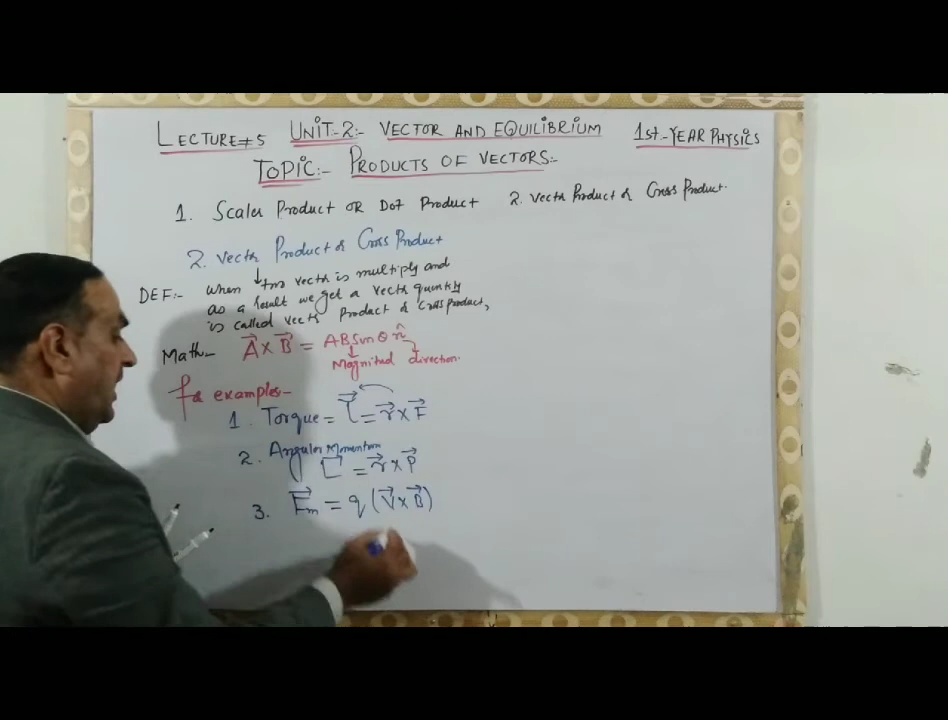 LECTURE#5 UNIT-2:- VECTOR AND EQUILIBRIUM 1st-YEAR PHYSICS
TOPIC:- PRODUCTS OF VECTORS:-
1. Scaler Product OR Dot Product 2. Vector Product or Cross Product.
2. Vector Product or Cross Product
DEF:- when two vector is multiply and
as a result we get a vector quantity
is called vector Product or Cross product,
Math:- A⃗ × B⃗ = ABSinθ n̂
Magnitud direction.
for examples:-
1. Torque = τ⃗ = r⃗ × F⃗
2. Angular Momentum
L⃗ = r⃗ × P⃗
3. F⃗m = q(V⃗ × B⃗)